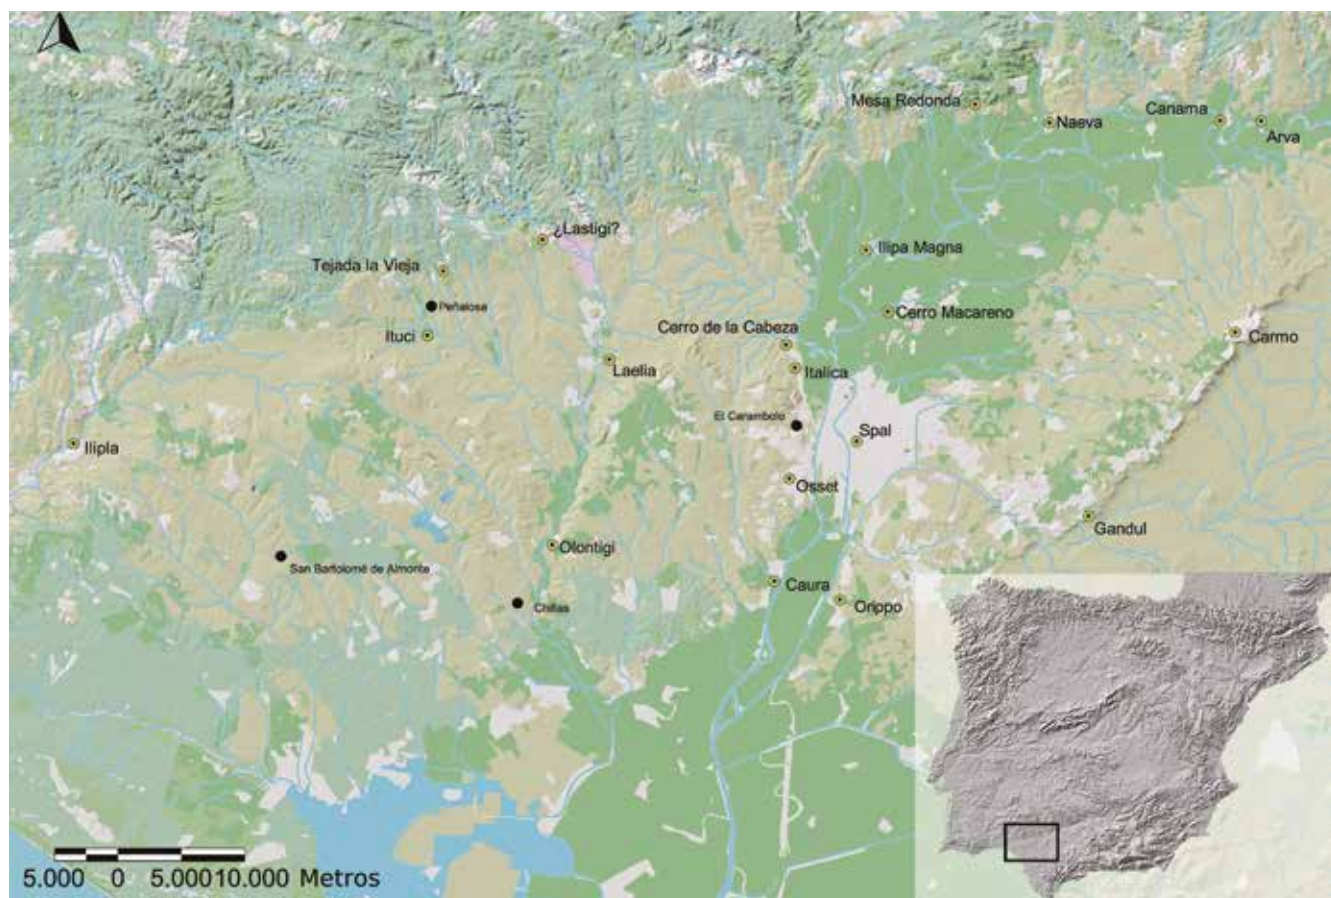 Mesa Redonda
Naeva
Canama
Arva
¿Lastigi?
Ilipa Magna
Tejada la Vieja
Peñalosa
Cerro Macareno
Ituci
Cerro de la Cabeza
Carmo
Laelia
Italica
El Carambolo
Spal
Ilipla
Osset
Gandul
Olontigi
San Bartolomé de Almonte
Caura
Orippo
Chillas
5.000 0 5.000 10.000 Metros